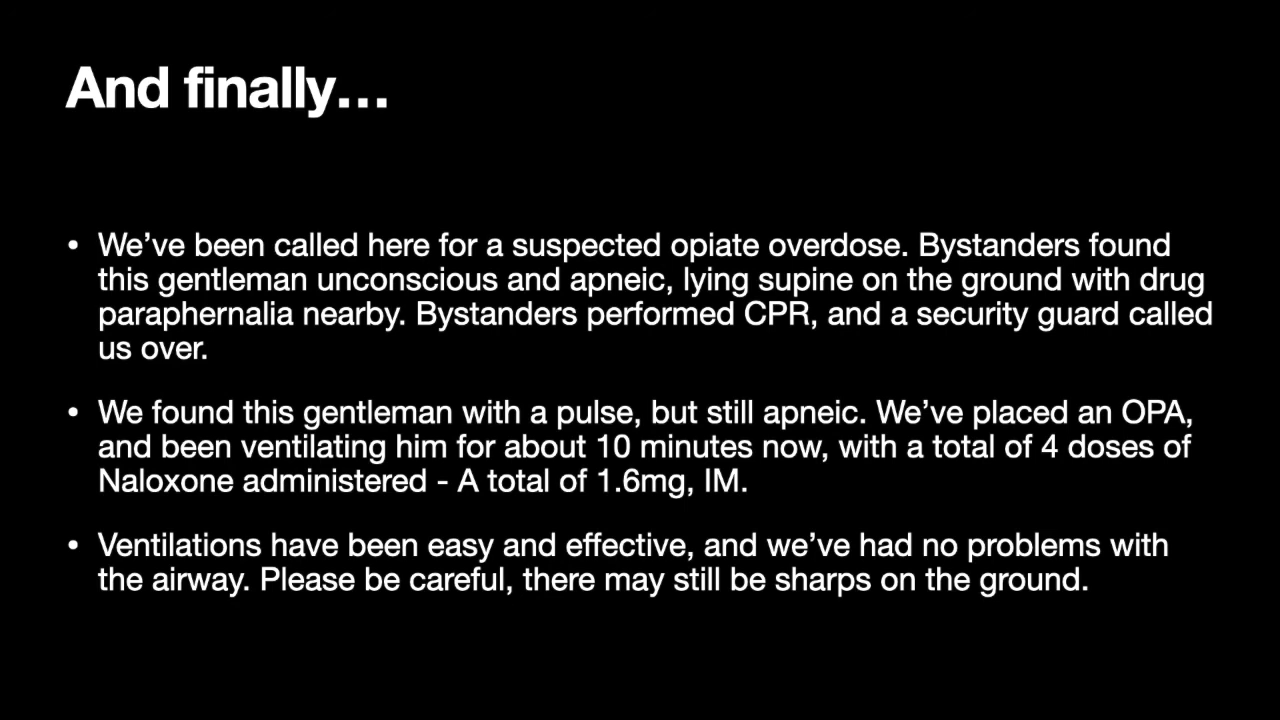 And finally…
• We’ve been called here for a suspected opiate overdose. Bystanders found
this gentleman unconscious and apneic, lying supine on the ground with drug
paraphernalia nearby. Bystanders performed CPR, and a security guard called
us over.
• We found this gentleman with a pulse, but still apneic. We’ve placed an OPA,
and been ventilating him for about 10 minutes now, with a total of 4 doses of
Naloxone administered - A total of 1.6mg, IM.
• Ventilations have been easy and effective, and we’ve had no problems with
the airway. Please be careful, there may still be sharps on the ground.